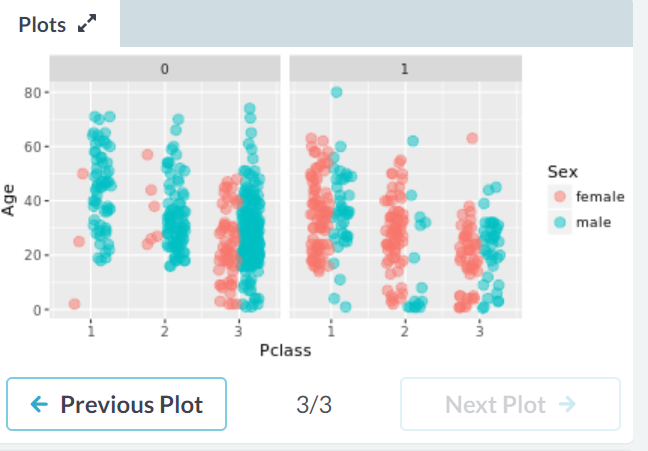 Plots
0 1
80
60
40
20
0
Age
1 2 3 1 2 3
Pclass
Sex
female
male
← Previous Plot 3/3 Next Plot →